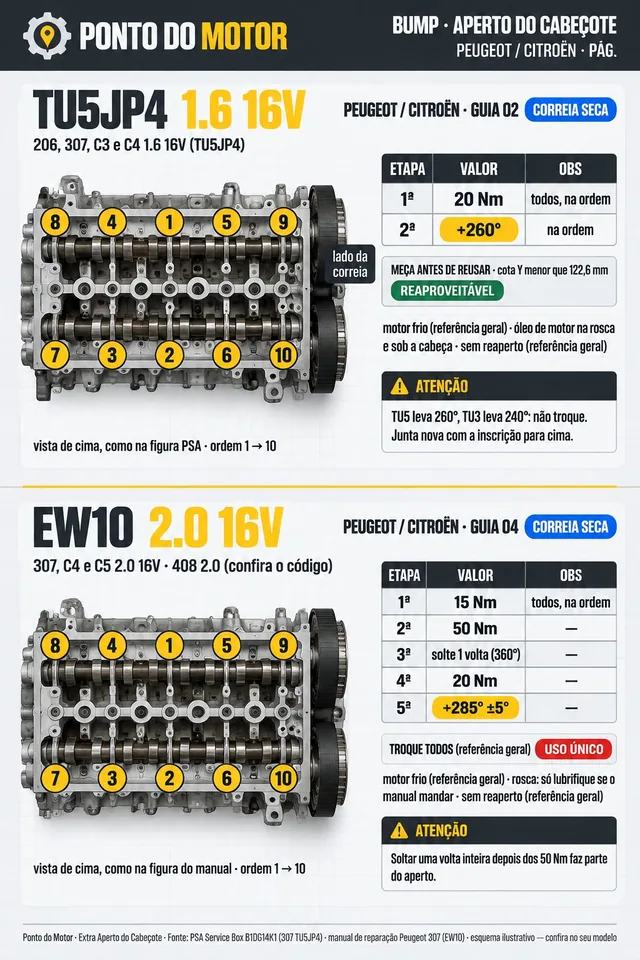 PONTO DO MOTOR
BUMP · APERTO DO CABEÇOTE
PEUGEOT / CITROËN · PÁG.
TU5JP4 1.6 16V
PEUGEOT / CITROËN · GUIA 02 CORREIA SECA
206, 307, C3 e C4 1.6 16V (TU5JP4)
8 4 1 5 9
lado da
correia
7 3 2 6 10
vista de cima, como na figura PSA · ordem 1 → 10
ETAPA VALOR OBS
1ª 20 Nm todos, na ordem
2ª +260° na ordem
MEÇA ANTES DE REUSAR · cota Y menor que 122,6 mm
REAPROVEITÁVEL
motor frio (referência geral) · óleo de motor na rosca
e sob a cabeça · sem reaperto (referência geral)
ATENÇÃO
TU5 leva 260°, TU3 leva 240°: não troque.
Junta nova com a inscrição para cima.
EW10 2.0 16V
PEUGEOT / CITROËN · GUIA 04 CORREIA SECA
307, C4 e C5 2.0 16V · 408 2.0 (confira o código)
8 4 1 5 9
7 3 2 6 10
vista de cima, como na figura do manual · ordem 1 → 10
ETAPA VALOR OBS
1ª 15 Nm todos, na ordem
2ª 50 Nm —
3ª solte 1 volta (360°) —
4ª 20 Nm —
5ª +285° ±5° —
TROQUE TODOS (referência geral) USO ÚNICO
motor frio (referência geral) · rosca: só lubrifique se o
manual mandar · sem reaperto (referência geral)
ATENÇÃO
Soltar uma volta inteira depois dos 50 Nm faz parte
do aperto.
Ponto do Motor · Extra Aperto do Cabeçote · Fonte: PSA Service Box B1DG14K1 (307 TU5JP4) · manual de reparação Peugeot 307 (EW10) · esquema ilustrativo — confira no seu modelo